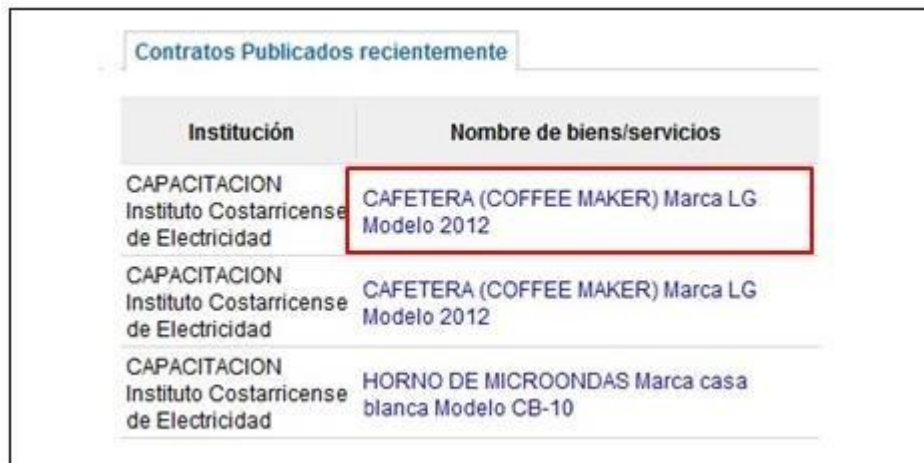 Contratos Publicados recientemente
Institución Nombre de biens/servicios
CAPACITACION
Instituto Costarricense
de Electricidad
CAFETERA (COFFEE MAKER) Marca LG
Modelo 2012
CAPACITACION
Instituto Costarricense
de Electricidad
CAFETERA (COFFEE MAKER) Marca LG
Modelo 2012
CAPACITACION
Instituto Costarricense
de Electricidad
HORNO DE MICROONDAS Marca casa
blanca Modelo CB-10